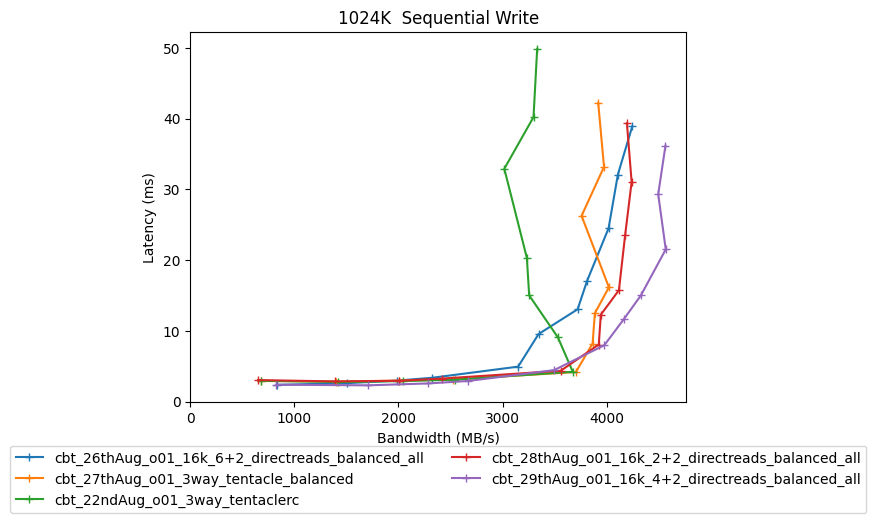 1024K  Sequential Write
50
40
30
20
10
0
Latency (ms)
0 1000 2000 3000 4000
Bandwidth (MB/s)
cbt_26thAug_o01_16k_6+2_directreads_balanced_all
cbt_27thAug_o01_3way_tentacle_balanced
cbt_22ndAug_o01_3way_tentaclerc
cbt_28thAug_o01_16k_2+2_directreads_balanced_all
cbt_29thAug_o01_16k_4+2_directreads_balanced_all